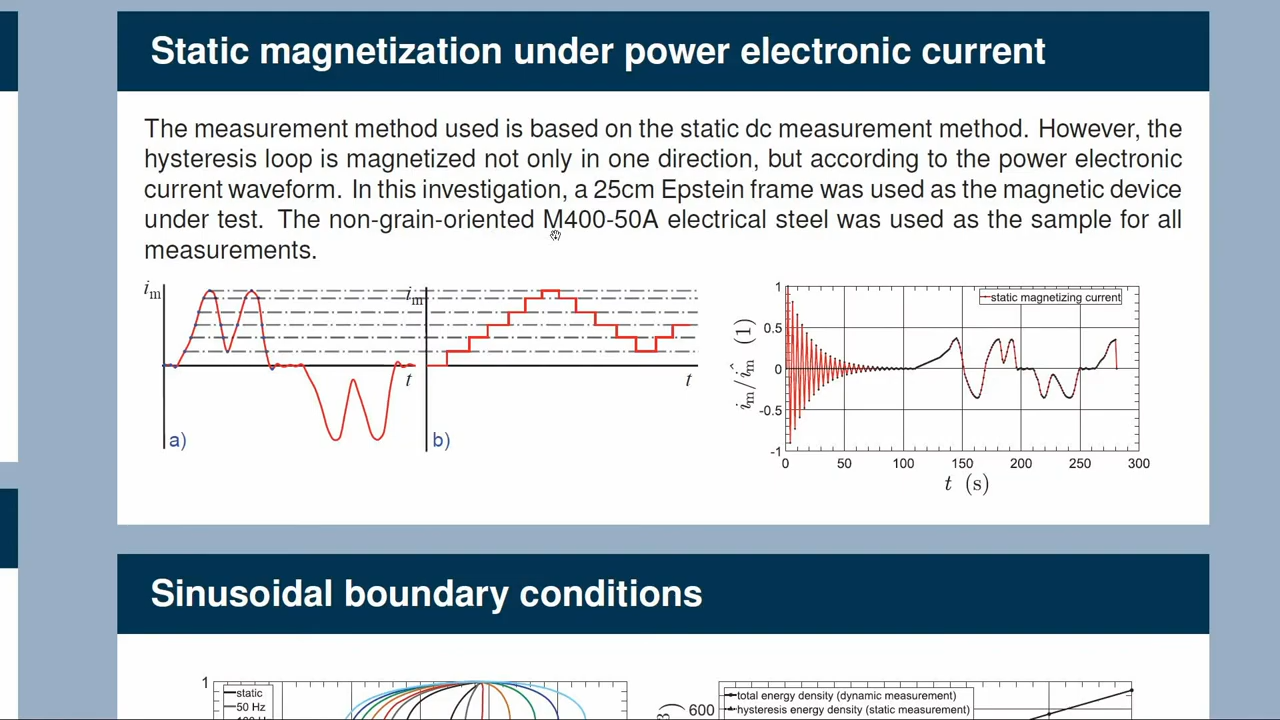 Static magnetization under power electronic current
The measurement method used is based on the static dc measurement method. However, the
hysteresis loop is magnetized not only in one direction, but according to the power electronic
current waveform. In this investigation, a 25cm Epstein frame was used as the magnetic device
under test. The non-grain-oriented M400-50A electrical steel was used as the sample for all
measurements.
i_m
t
a)
i_m
t
b)
static magnetizing current
1
0.5
0
-0.5
-1
i_m/î_m (1)
0 50 100 150 200 250 300
t (s)
Sinusoidal boundary conditions
1
static
50 Hz
600
total energy density (dynamic measurement)
hysteresis energy density (static measurement)